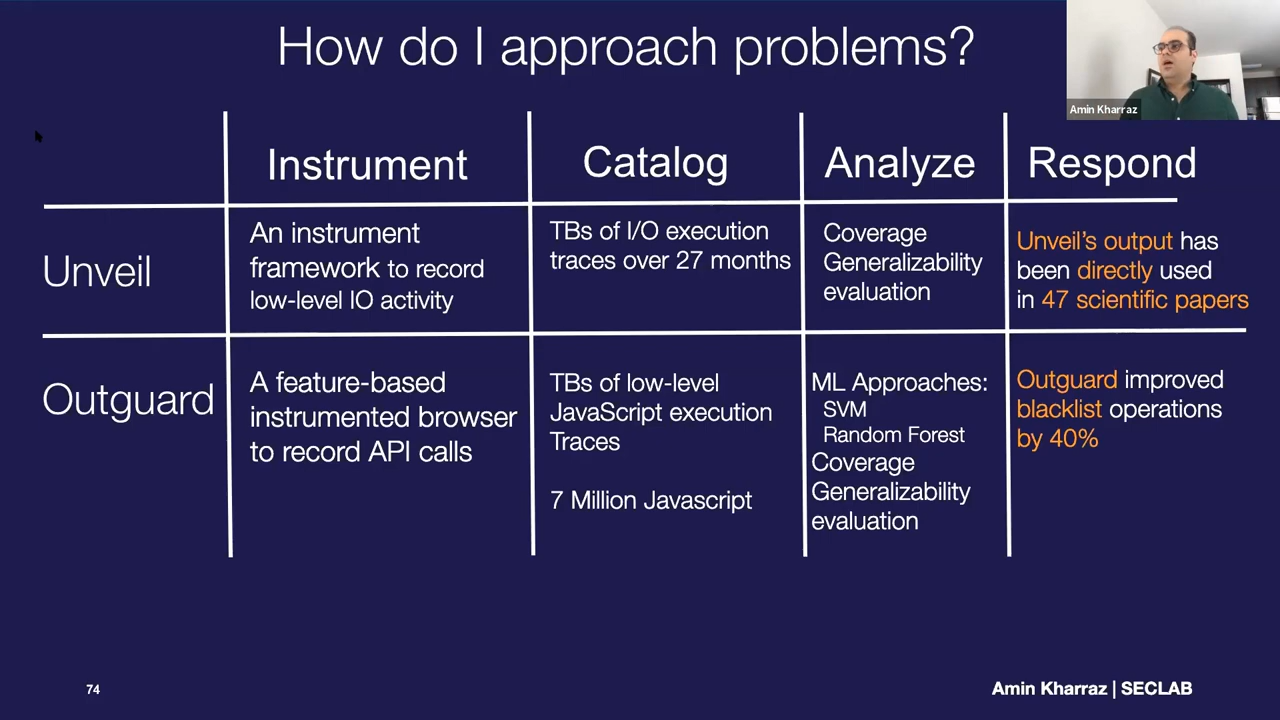 How do I approach problems?
Amin Kharraz
Instrument
Catalog
Analyze
Respond
Unveil
An instrument
framework to record
low-level IO activity
TBs of I/O execution
traces over 27 months
Coverage
Generalizability
evaluation
Unveil's output has
been directly used
in 47 scientific papers
Outguard
A feature-based
instrumented browser
to record API calls
TBs of low-level
JavaScript execution
Traces
7 Million Javascript
ML Approaches:
SVM
Random Forest
Coverage
Generalizability
evaluation
Outguard improved
blacklist operations
by 40%
74
Amin Kharraz | SECLAB